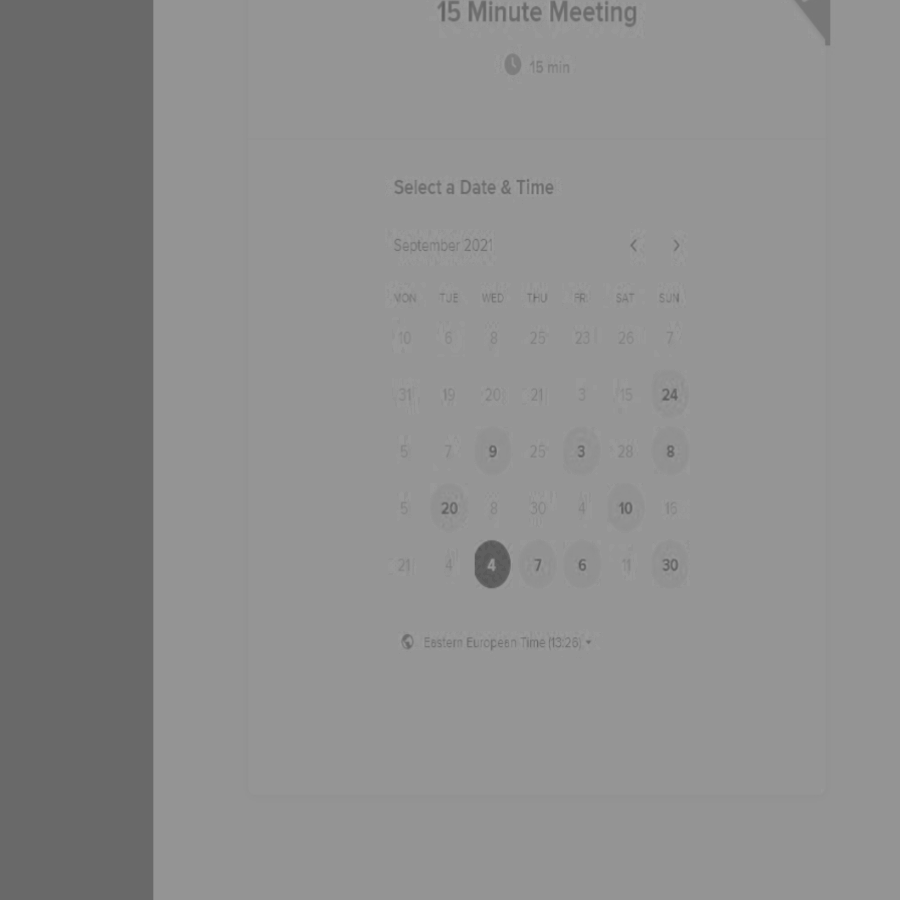 15 Minute Meeting
15 min
Select a Date & Time
September 2021
MON TUE WED THU FRI SAT SUN
10 6 8 25 23 26 7
31 19 20 21 3 15 24
5 7 9 25 3 28 8
5 20 8 30 4 10 15
21 4 4 7 6 11 30
Eastern European Time (13:26)